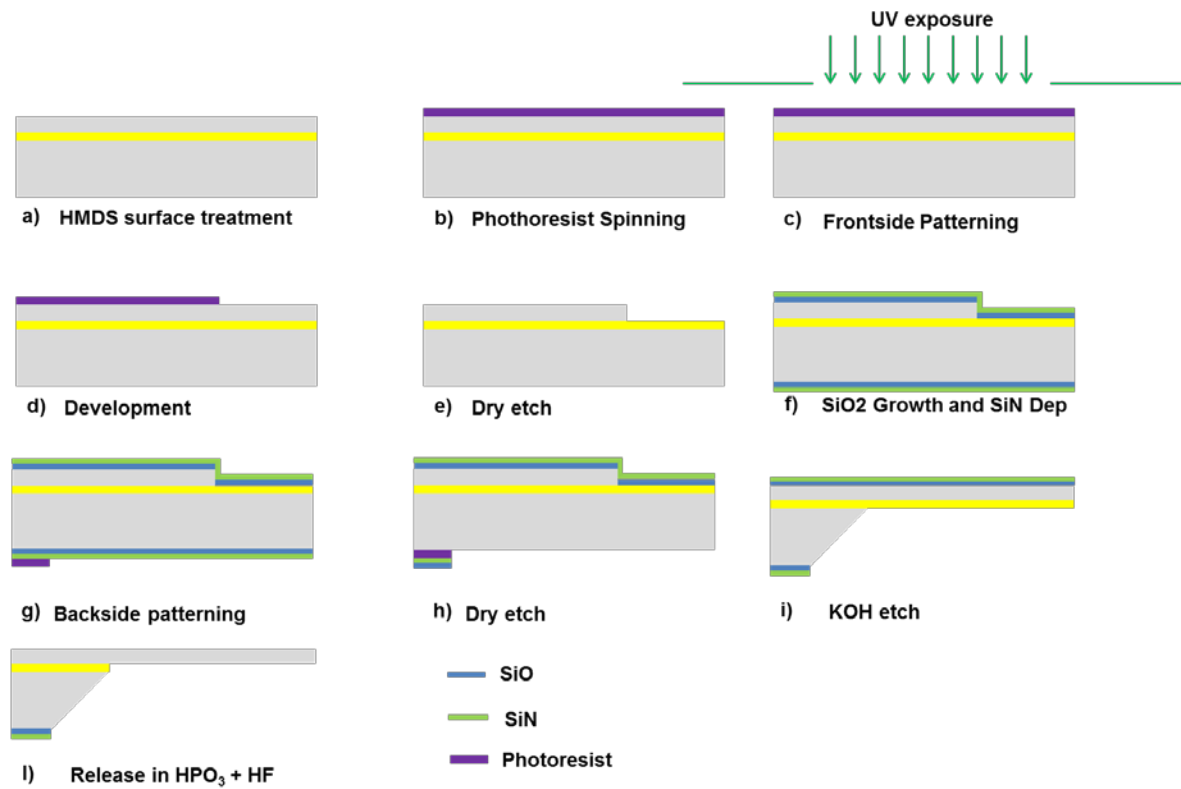 UV exposure
a) HMDS surface treatment
b) Phothoresist Spinning
c) Frontside Patterning
d) Development
e) Dry etch
f) SiO2 Growth and SiN Dep
g) Backside patterning
h) Dry etch
i) KOH etch
SiO
SiN
Photoresist
l) Release in HPO₃ + HF